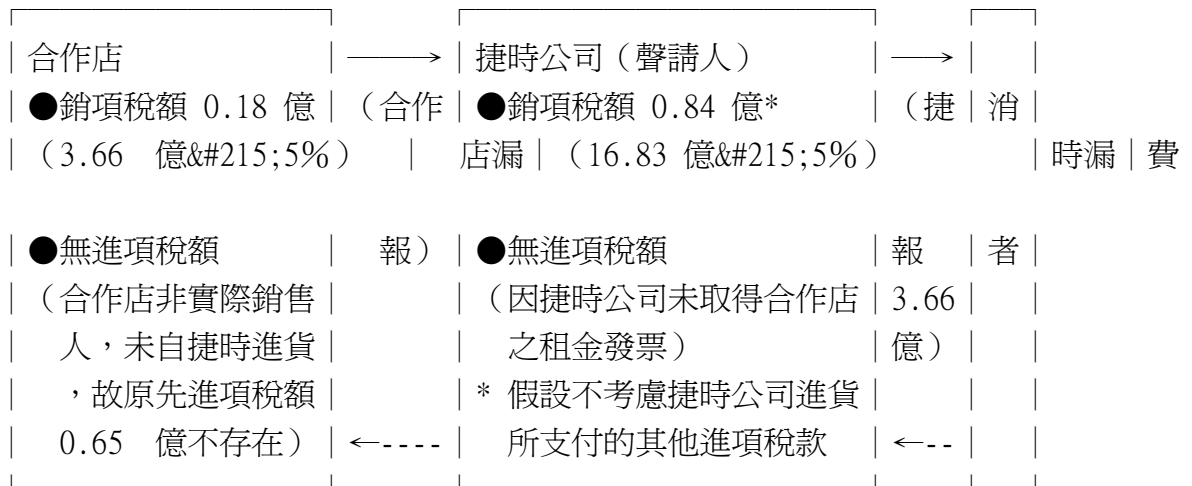 ┌────────────┐ ┌────────────────┐ ┌──┐
│合作店 │───→│捷時公司（聲請人） │──→│ │
│●銷項稅額 0.18 億│（合作│●銷項稅額 0.84 億* │（捷│消│
│（3.66 億&#215;5％） │ 店漏│（16.83 億&#215;5％） │時漏│費
│●無進項稅額 │ 報）│●無進項稅額 │報 │者│
│（合作店非實際銷售│ │（因捷時公司未取得合作店│3.66│ │
│ 人，未自捷時進貨│ │ 之租金發票） │億）│ │
│ ，故原先進項稅額│ │* 假設不考慮捷時公司進貨│ │ │
│ 0.65 億不存在）│←----│ 所支付的其他進項稅款 │←--│ │